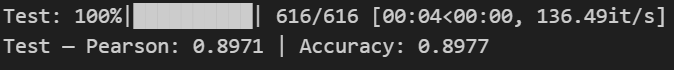 Test: 100%|██████████| 616/616 [00:04<00:00, 136.49it/s]
Test — Pearson: 0.8971 | Accuracy: 0.8977